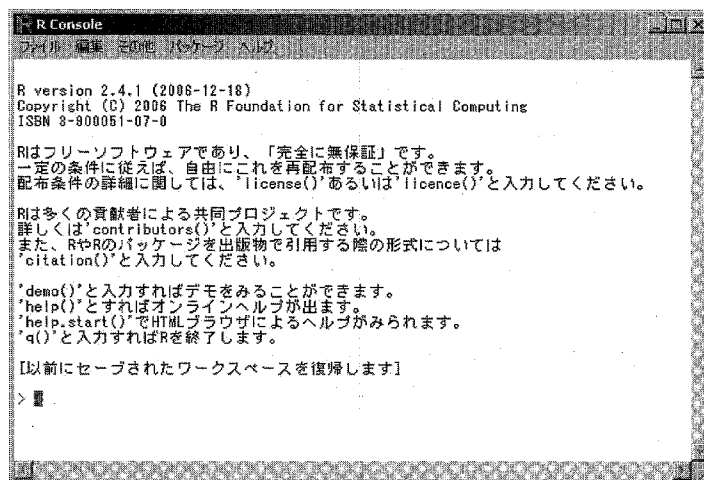 R Console
ファイル 編集 その他 パッケージ ヘルプ
R version 2.4.1 (2006-12-18)
Copyright (C) 2006 The R Foundation for Statistical Computing
ISBN 3-900051-07-0
Rはフリーソフトウェアであり、「完全に無保証」です。
一定の条件に従えば、自由にこれを再配布することができます。
配布条件の詳細に関しては、'license()'あるいは'licence()'と入力してください。
Rは多くの貢献者による共同プロジェクトです。
詳しくは'contributors()'と入力してください。
また、RやRのパッケージを出版物で引用する際の形式については
'citation()'と入力してください。
'demo()'と入力すればデモをみることができます。
'help()'とすればオンラインヘルプが出ます。
'help.start()'でHTMLブラウザによるヘルプがみられます。
'q()'と入力すればRを終了します。
[以前にセーブされたワークスペースを復帰します]
>